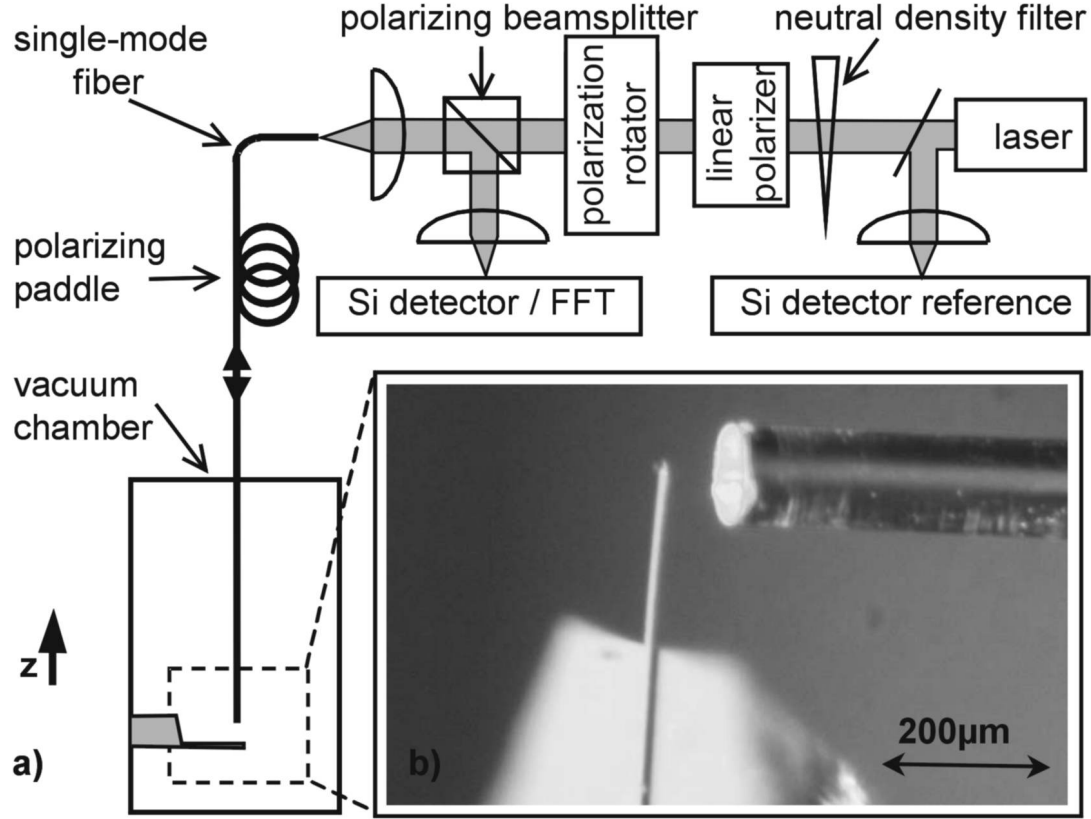 single-mode
fiber
polarizing beamsplitter
neutral density filter
polarization
rotator
linear
polarizer
laser
polarizing
paddle
Si detector / FFT
Si detector reference
vacuum
chamber
z
a)
b)
200µm